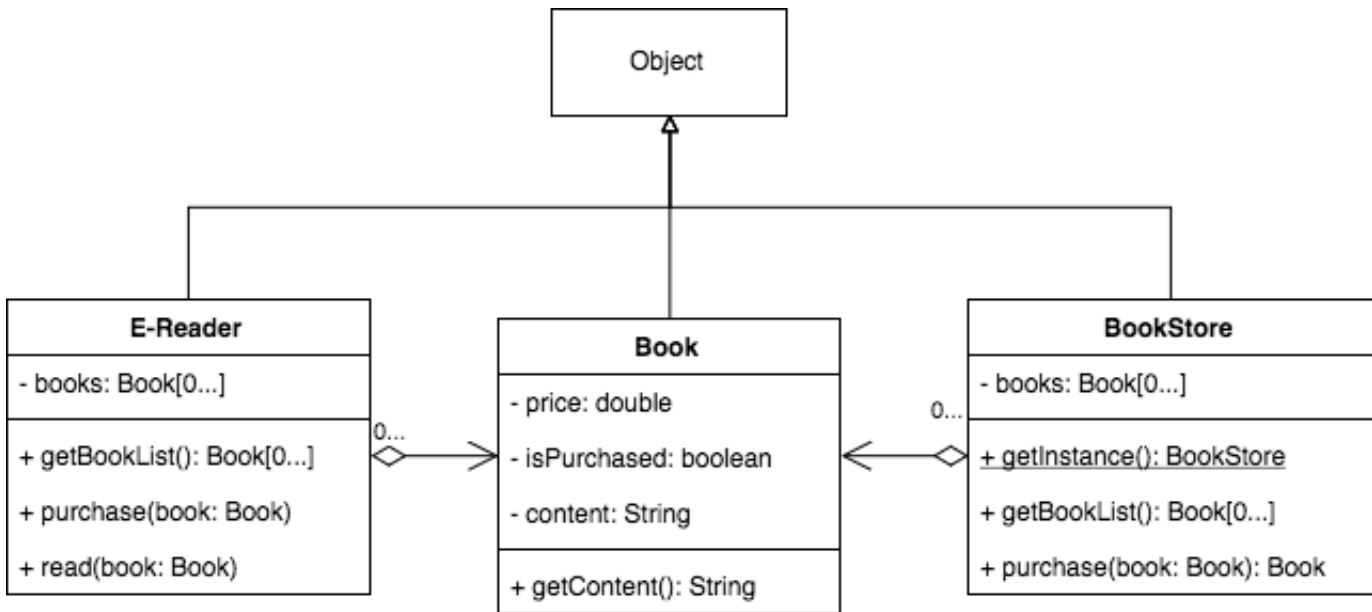 Object
E-Reader
- books: Book[0...]
+ getBookList(): Book[0...]
+ purchase(book: Book)
+ read(book: Book)
0...
Book
- price: double
- isPurchased: boolean
- content: String
+ getContent(): String
0...
BookStore
- books: Book[0...]
+ getInstance(): BookStore
+ getBookList(): Book[0...]
+ purchase(book: Book): Book